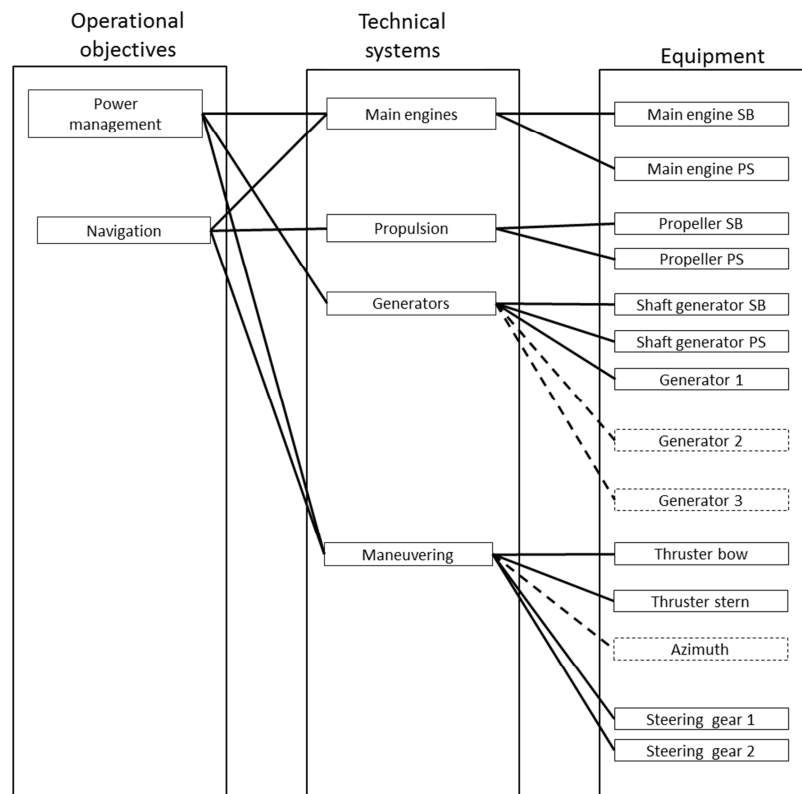 Operational
objectives
Technical
systems
Equipment
Power
management
Navigation
Main engines
Propulsion
Generators
Maneuvering
Main engine SB
Main engine PS
Propeller SB
Propeller PS
Shaft generator SB
Shaft generator PS
Generator 1
Generator 2
Generator 3
Thruster bow
Thruster stern
Azimuth
Steering gear 1
Steering gear 2